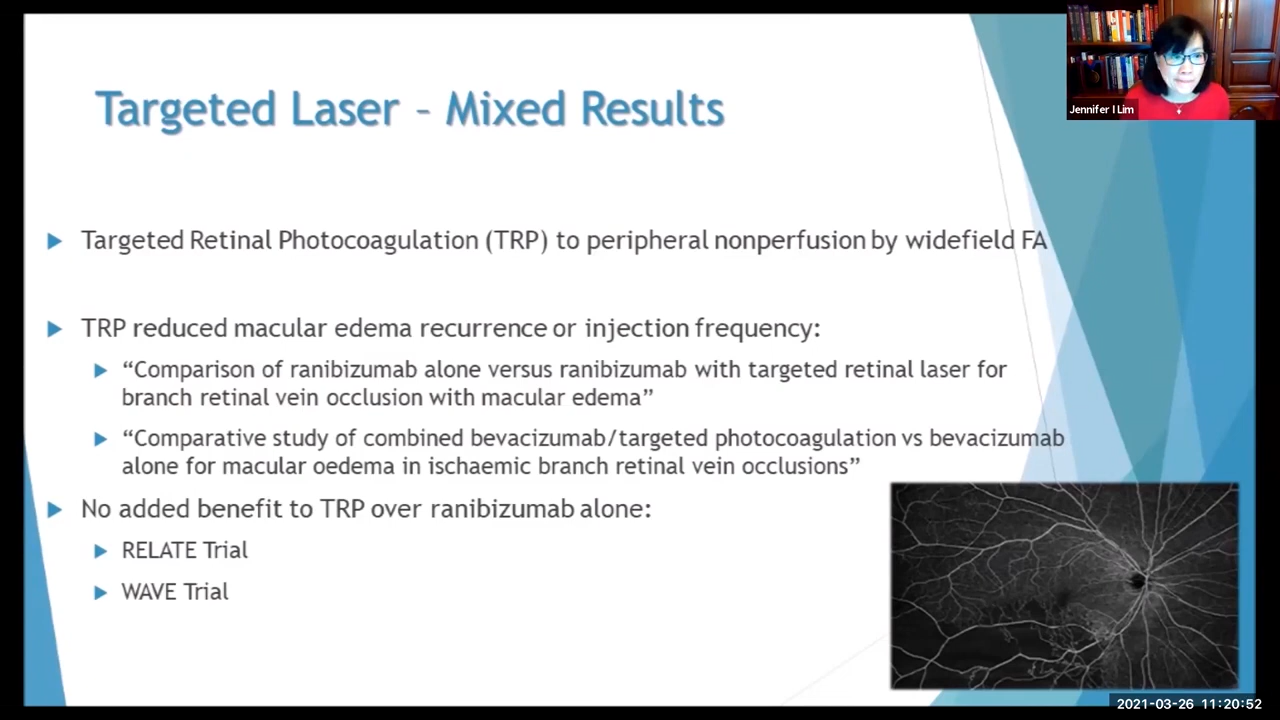 Jennifer I Lim
Targeted Laser – Mixed Results
Targeted Retinal Photocoagulation (TRP) to peripheral nonperfusion by widefield FA
TRP reduced macular edema recurrence or injection frequency:
“Comparison of ranibizumab alone versus ranibizumab with targeted retinal laser for
branch retinal vein occlusion with macular edema”
“Comparative study of combined bevacizumab/targeted photocoagulation vs bevacizumab
alone for macular oedema in ischaemic branch retinal vein occlusions”
No added benefit to TRP over ranibizumab alone:
RELATE Trial
WAVE Trial
2021-03-26 11:20:52